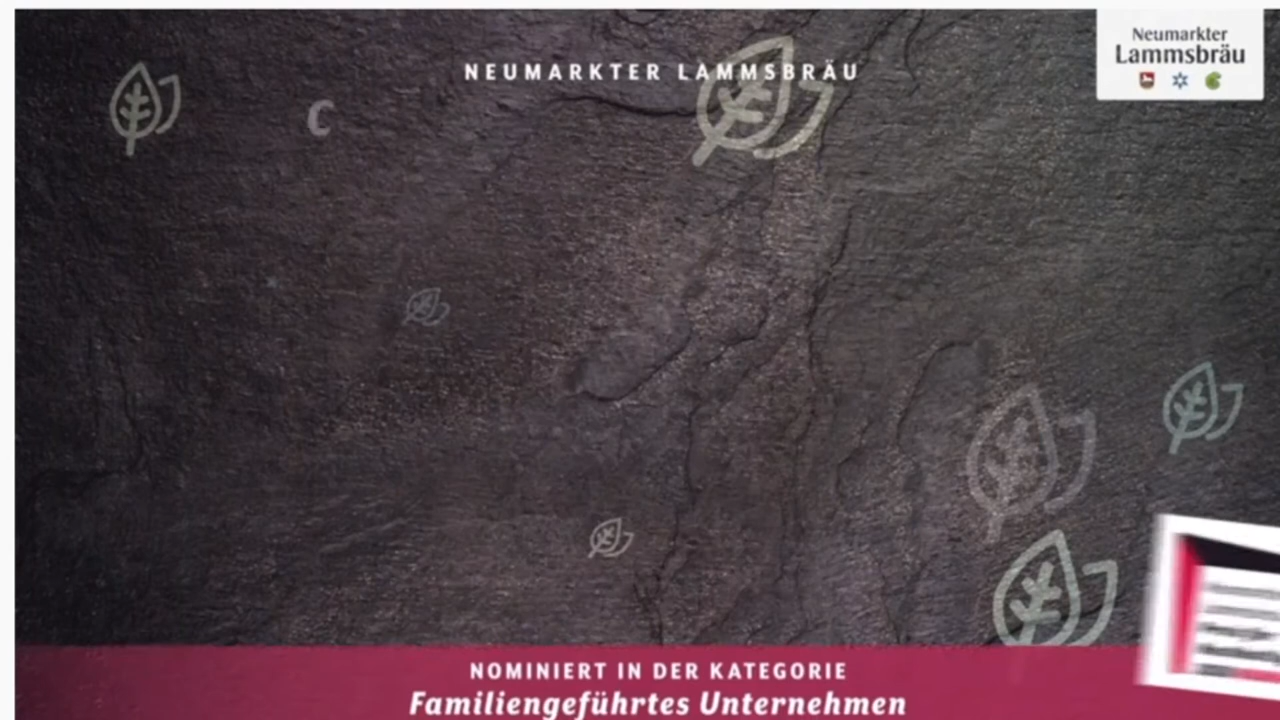 Neumarkter
Lammsbräu
NEUMARKTER LAMMSBRÄU
C
NOMINIERT IN DER KATEGORIE
Familiengeführtes Unternehmen